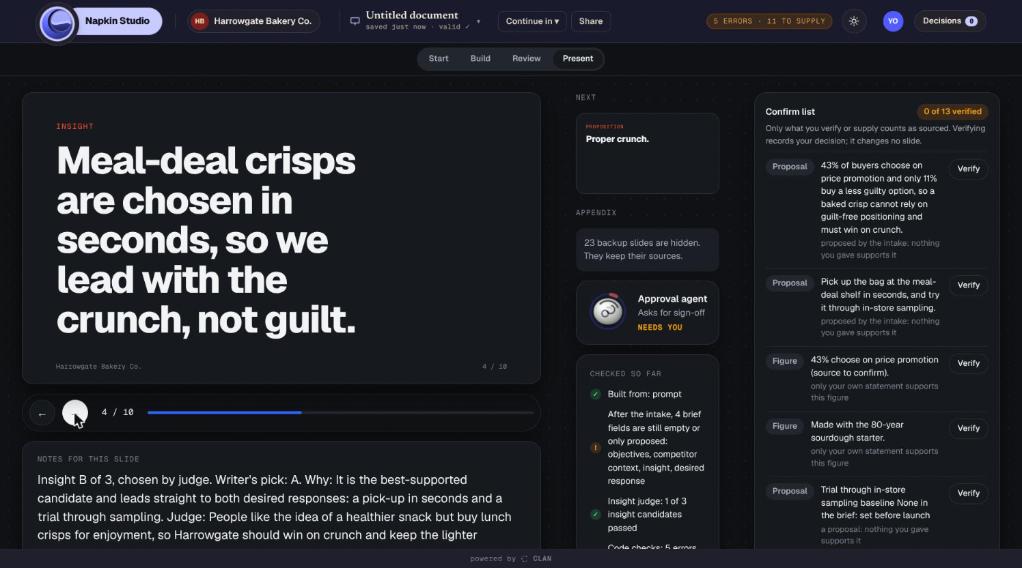 Napkin Studio
HB Harrowgate Bakery Co.
Untitled document
saved just now · valid ✓
Continue in ▾
Share
5 ERRORS · 11 TO SUPPLY
YO
Decisions 0
Start
Build
Review
Present
INSIGHT
Meal-deal crisps
are chosen in
seconds, so we
lead with the
crunch, not guilt.
Harrowgate Bakery Co.
4 / 10
←
4 / 10
NOTES FOR THIS SLIDE
Insight B of 3, chosen by judge. Writer's pick: A. Why: It is the best-supported
candidate and leads straight to both desired responses: a pick-up in seconds and a
trial through sampling. Judge: People like the idea of a healthier snack but buy lunch
crisps for enjoyment, so Harrowgate should win on crunch and keep the lighter
NEXT
PROPOSITION
Proper crunch.
APPENDIX
23 backup slides are hidden.
They keep their sources.
Approval agent
Asks for sign-off
NEEDS YOU
CHECKED SO FAR
Built from: prompt
After the intake, 4 brief
fields are still empty or
only proposed:
objectives, competitor
context, insight, desired
response
Insight judge: 1 of 3
insight candidates
passed
Code checks: 5 errors
Confirm list
0 of 13 verified
Only what you verify or supply counts as sourced. Verifying
records your decision; it changes no slide.
Proposal
43% of buyers choose on
price promotion and only 11%
buy a less guilty option, so a
baked crisp cannot rely on
guilt-free positioning and
must win on crunch.
proposed by the intake: nothing
you gave supports it
Verify
Proposal
Pick up the bag at the meal-
deal shelf in seconds, and try
it through in-store sampling.
proposed by the intake: nothing
you gave supports it
Verify
Figure
43% choose on price promotion
(source to confirm).
only your own statement supports
this figure
Verify
Figure
Made with the 80-year
sourdough starter.
only your own statement supports
this figure
Verify
Proposal
Trial through in-store
sampling baseline None in
the brief: set before launch
a proposal: nothing you gave
supports it
Verify
powered by CLAN